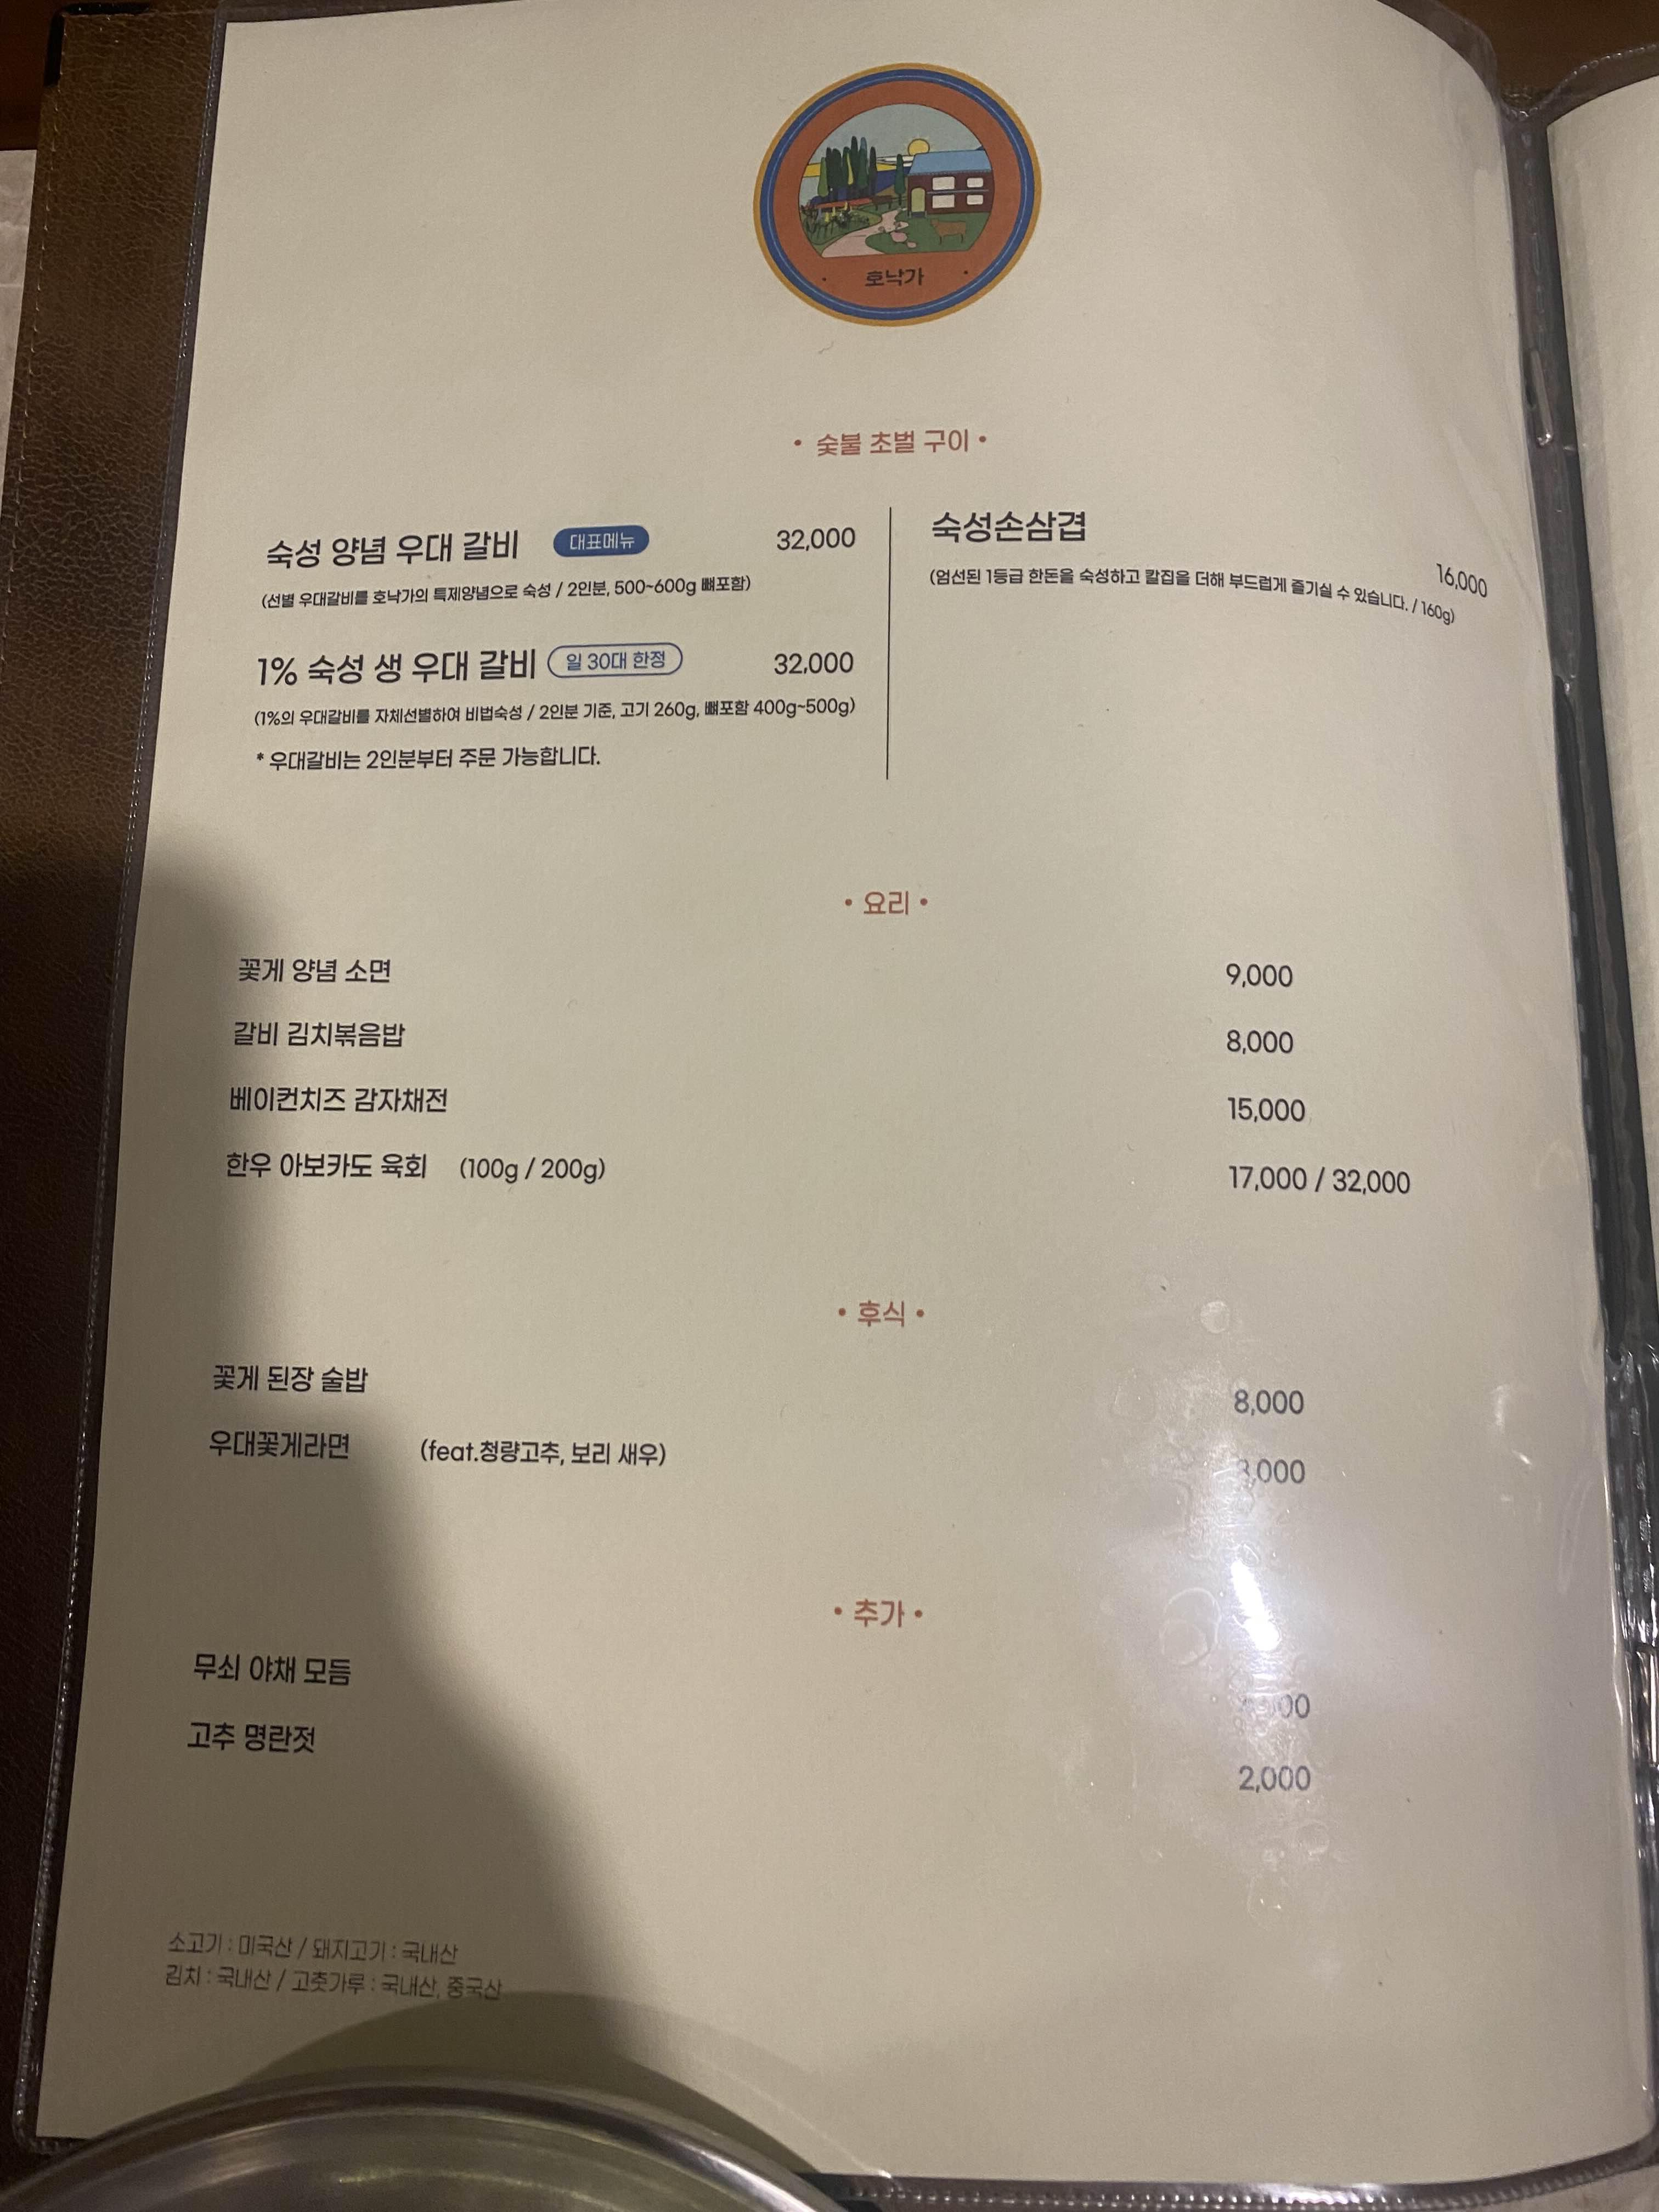 호낙가
• 숯불 초벌 구이 •
숙성 양념 우대 갈비 대표메뉴 32,000
(선별 우대갈비를 호낙가의 특제양념으로 숙성 / 2인분, 500~600g 뼈포함)
1% 숙성 생 우대 갈비 일 30대 한정 32,000
(1%의 우대갈비를 자체선별하여 비법숙성 / 2인분 기준, 고기 260g, 뼈포함 400g~500g)
* 우대갈비는 2인분부터 주문 가능합니다.
숙성손삼겹
16,000
(엄선된 1등급 한돈을 숙성하고 칼집을 더해 부드럽게 즐기실 수 있습니다. / 160g)
• 요리 •
꽃게 양념 소면 9,000
갈비 김치볶음밥 8,000
베이컨치즈 감자채전 15,000
한우 아보카도 육회 (100g / 200g) 17,000 / 32,000
• 후식 •
꽃게 된장 술밥 8,000
우대꽃게라면 (feat.청량고추, 보리 새우)
• 추가 •
무쇠 야채 모듬
고추 명란젓 2,000
소고기 : 미국산 / 돼지고기 : 국내산
김치 : 국내산 / 고춧가루 : 국내산, 중국산